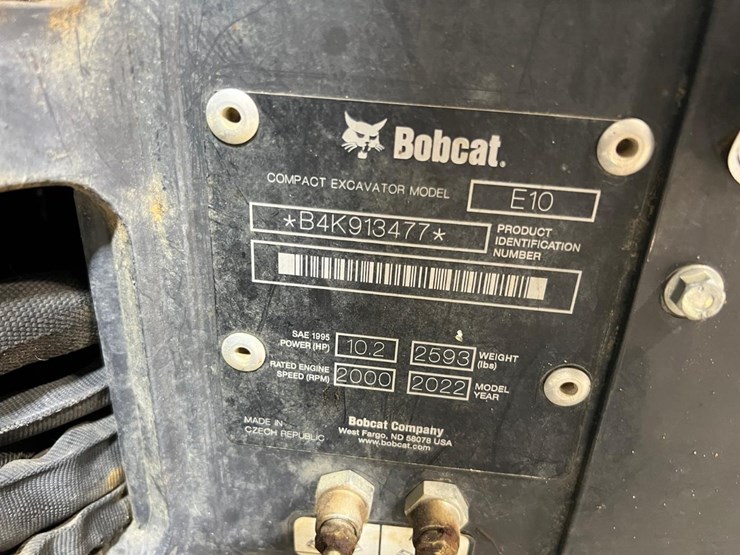 Bobcat.
COMPACT EXCAVATOR MODEL E10
*B4K913477* PRODUCT
IDENTIFICATION
NUMBER
SAE 1995
POWER (HP) 10.2 2593 WEIGHT
(lbs)
RATED ENGINE
SPEED (RPM) 2000 2022 MODEL
YEAR
MADE IN
CZECH REPUBLIC
Bobcat Company
West Fargo, ND 58078 USA
www.bobcat.com